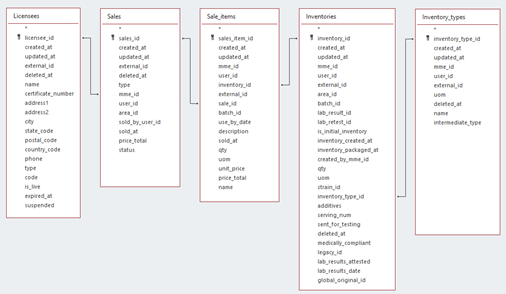 Licensees
*
licensee_id
created_at
updated_at
external_id
deleted_at
name
certificate_number
address1
address2
city
state_code
postal_code
country_code
phone
type
code
is_live
expired_at
suspended
Sales
*
sales_id
created_at
updated_at
external_id
deleted_at
type
mme_id
user_id
area_id
sold_by_user_id
sold_at
price_total
status
Sale_items
*
sales_item_id
created_at
updated_at
mme_id
user_id
inventory_id
external_id
sale_id
batch_id
use_by_date
description
sold_at
qty
uom
unit_price
price_total
name
Inventories
*
inventory_id
created_at
updated_at
mme_id
user_id
external_id
area_id
batch_id
lab_result_id
lab_retest_id
is_initial_inventory
inventory_created_at
inventory_packaged_at
created_by_mme_id
qty
uom
strain_id
inventory_type_id
additives
serving_num
sent_for_testing
deleted_at
medically_compliant
legacy_id
lab_results_attested
lab_results_date
global_original_id
Inventory_types
*
inventory_type_id
created_at
updated_at
mme_id
user_id
external_id
uom
deleted_at
name
intermediate_type